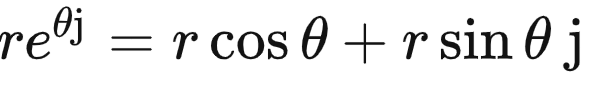 re^{θj} = r cos θ + r sin θ j